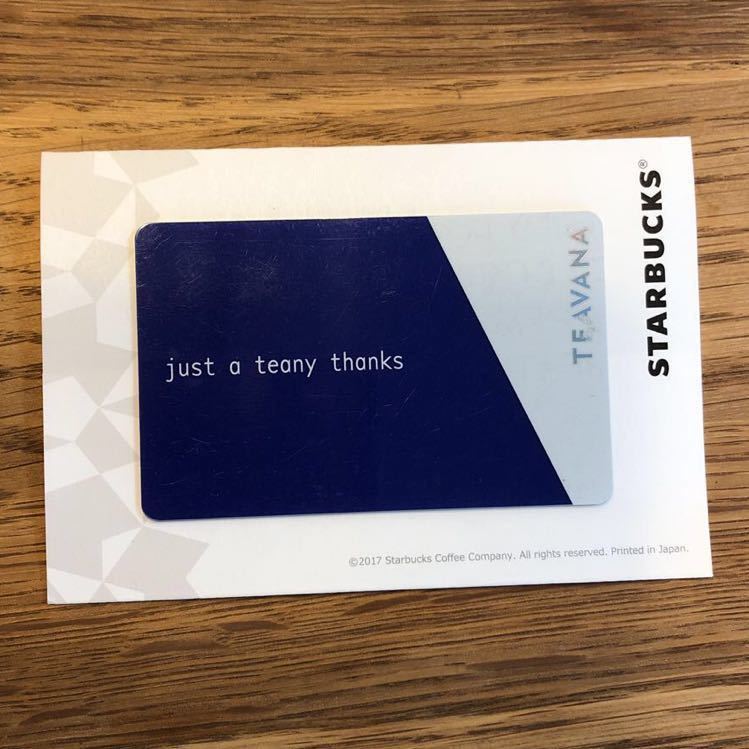 just a teany thanks
TEAVANA
STARBUCKS®
©2017 Starbucks Coffee Company. All rights reserved. Printed in Japan.